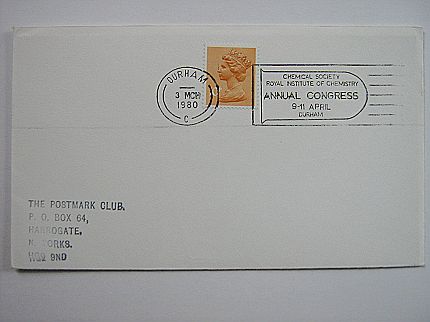 DURHAM
3 MCH
1980
C
CHEMICAL SOCIETY
ROYAL INSTITUTE OF CHEMISTRY
ANNUAL CONGRESS
9-11 APRIL
DURHAM
THE POSTMARK CLUB.
P. O. BOX 64,
HARROGATE,
N. YORKS.
HG2 9ND